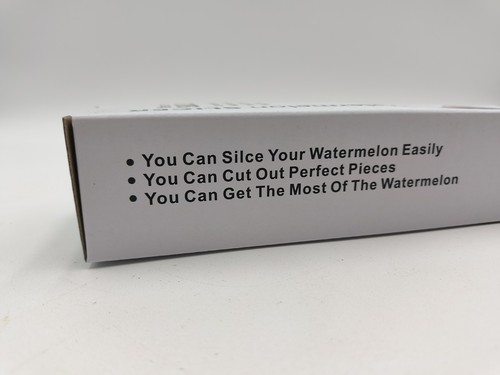 • You Can Silce Your Watermelon Easily
• You Can Cut Out Perfect Pieces
• You Can Get The Most Of The Watermelon